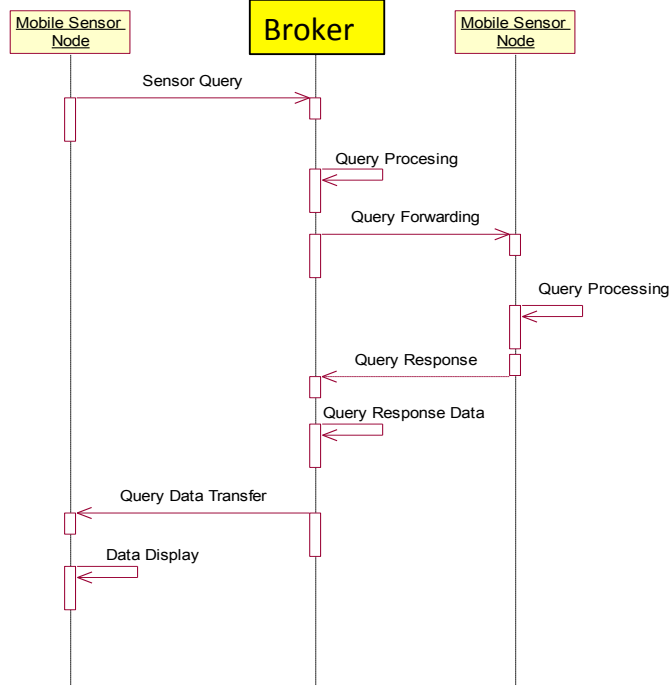 Mobile Sensor
Node
Broker
Mobile Sensor
Node
Sensor Query
Query Procesing
Query Forwarding
Query Processing
Query Response
Query Response Data
Query Data Transfer
Data Display